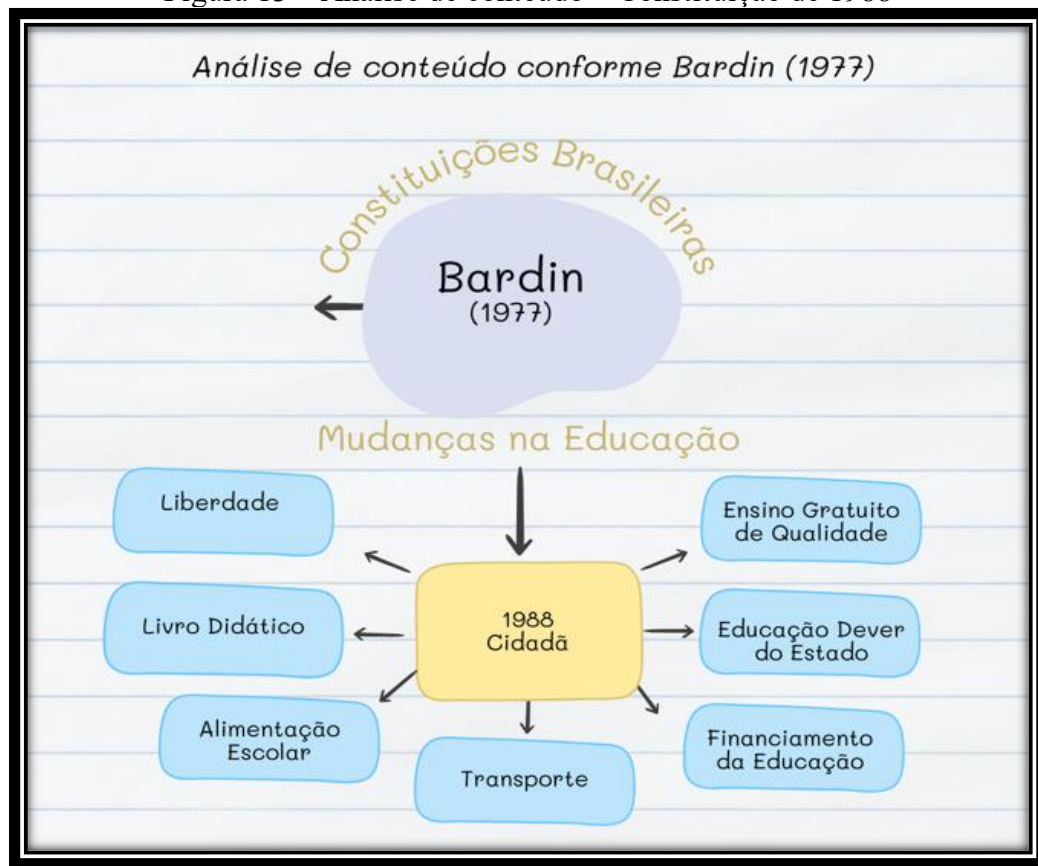 Análise de conteúdo conforme Bardin (1977)
Constituições Brasileiras
Bardin
(1977)
Mudanças na Educação
Liberdade
Ensino Gratuito
de Qualidade
Livro Didático
1988
Cidadã
Educação Dever
do Estado
Alimentação
Escolar
Transporte
Financiamento
da Educação